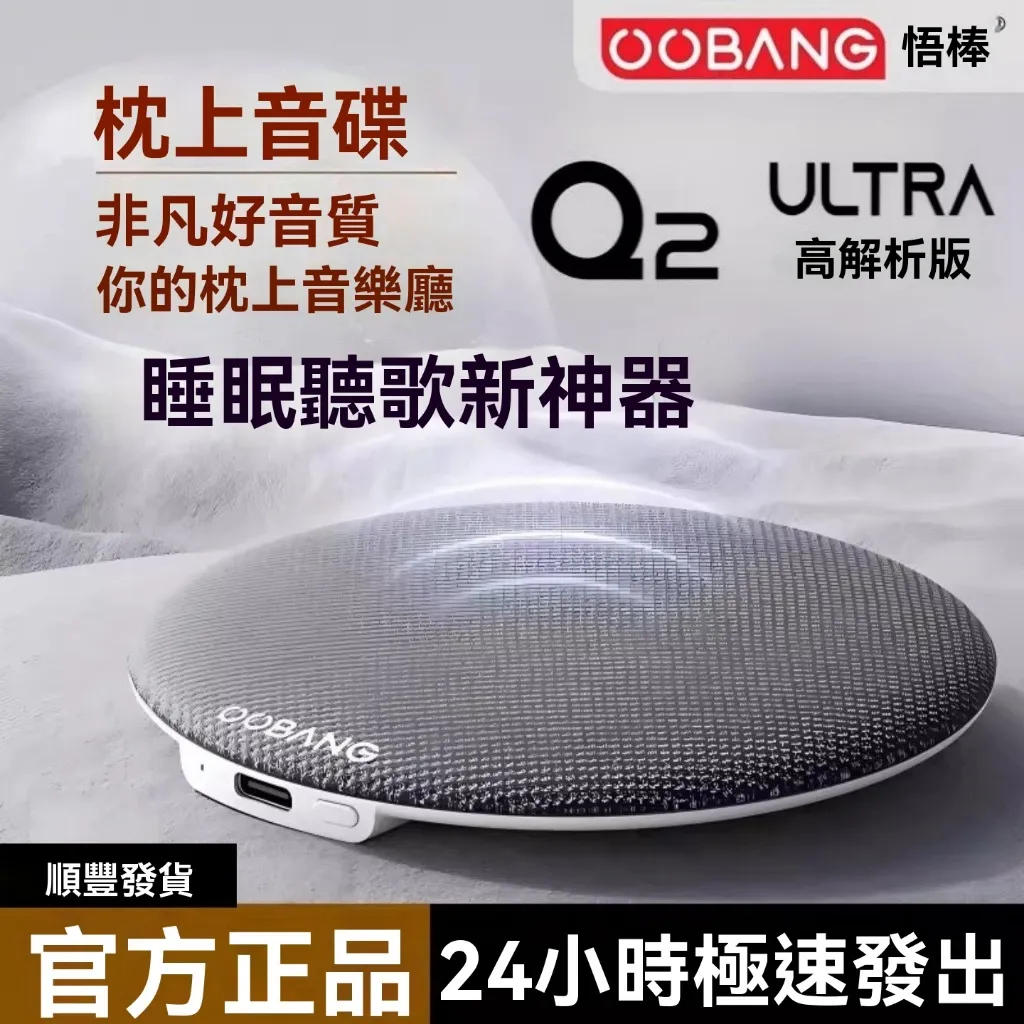 OOBANG 悟棒
枕上音碟
非凡好音質
你的枕上音樂廳
Q2 ULTRA
高解析版
睡眠聽歌新神器
OOBANG
順豐發貨
官方正品
24小時極速發出